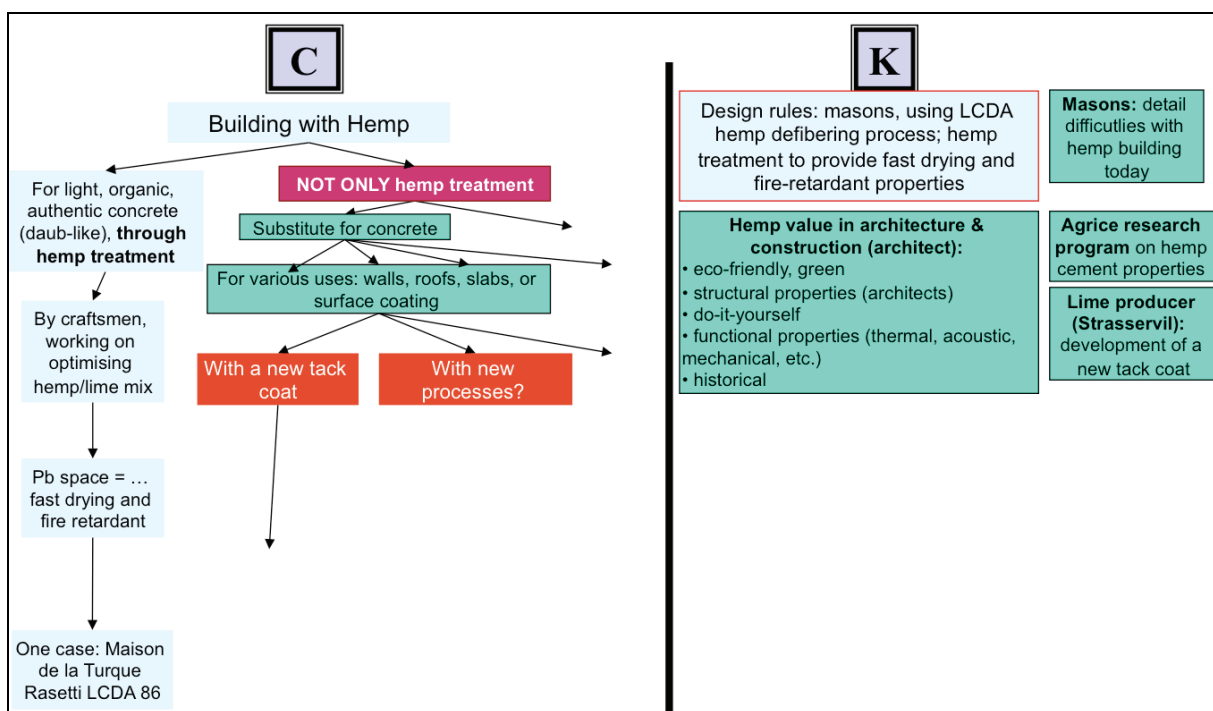 C
Building with Hemp
For light, organic,
authentic concrete
(daub-like), through
hemp treatment
By craftsmen,
working on
optimising
hemp/lime mix
Pb space = …
fast drying and
fire retardant
One case: Maison
de la Turque
Rasetti LCDA 86
NOT ONLY hemp treatment
Substitute for concrete
For various uses: walls, roofs, slabs, or
surface coating
With a new tack
coat
With new
processes?
K
Design rules: masons, using LCDA
hemp defibering process; hemp
treatment to provide fast drying and
fire-retardant properties
Masons: detail
difficutlies with
hemp building
today
Hemp value in architecture &
construction (architect):
• eco-friendly, green
• structural properties (architects)
• do-it-yourself
• functional properties (thermal, acoustic,
mechanical, etc.)
• historical
Agrice research
program on hemp
cement properties
Lime producer
(Strasservil):
development of a
new tack coat